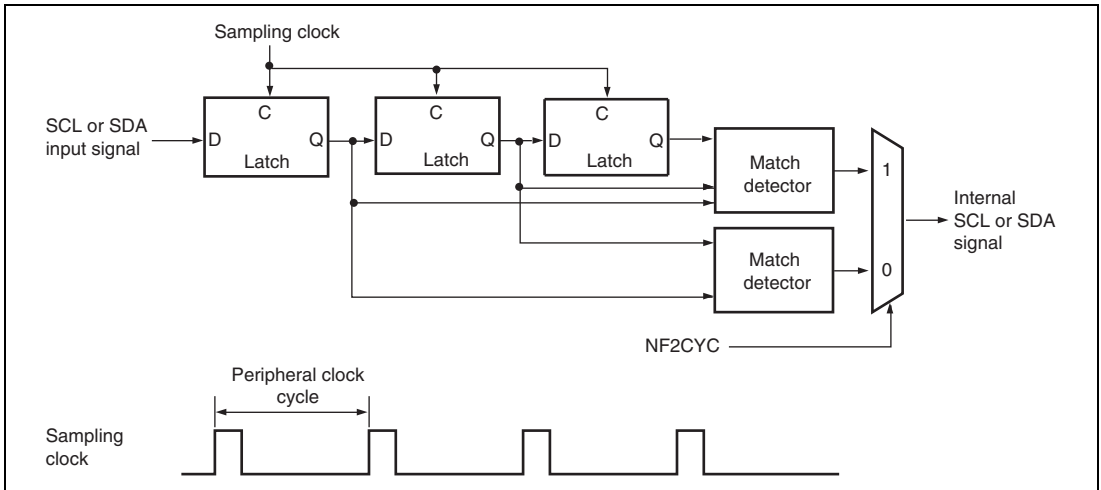 Sampling clock
SCL or SDA
input signal
C
D
Q
Latch
C
D
Q
Latch
C
D
Q
Latch
Match
detector
Match
detector
1
0
Internal
SCL or SDA
signal
NF2CYC
Peripheral clock
cycle
Sampling
clock